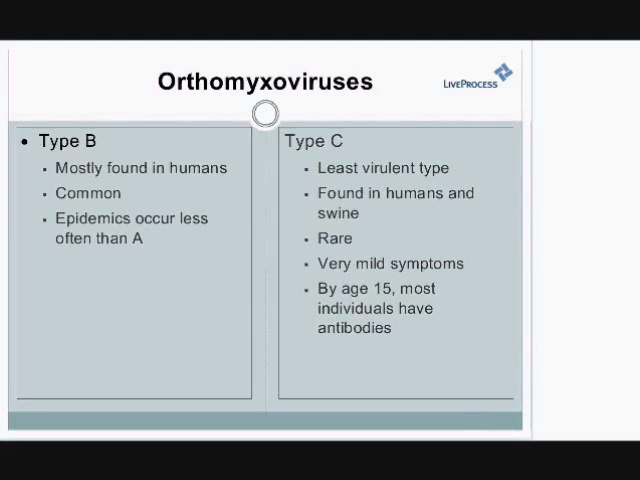 Orthomyxoviruses
LIVEPROCESS
• Type B
▪ Mostly found in humans
▪ Common
▪ Epidemics occur less
often than A
Type C
▪ Least virulent type
▪ Found in humans and
swine
▪ Rare
▪ Very mild symptoms
▪ By age 15, most
individuals have
antibodies